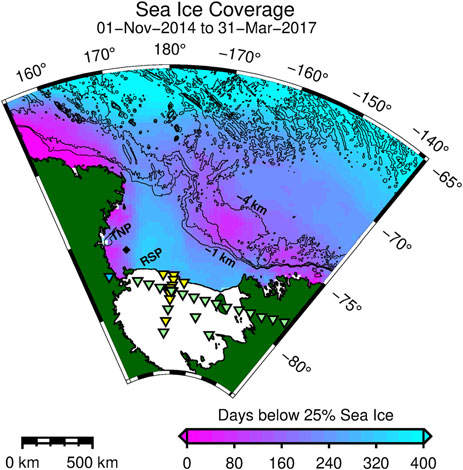 Sea Ice Coverage
01−Nov−2014 to 31−Mar−2017
160° 170° 180° −170° −160° −150° −140°
−65°
−70°
−75°
−80°
−4 km
−1 km
TNP
RSP
Days below 25% Sea Ice
0 80 160 240 320 400
0 km 500 km